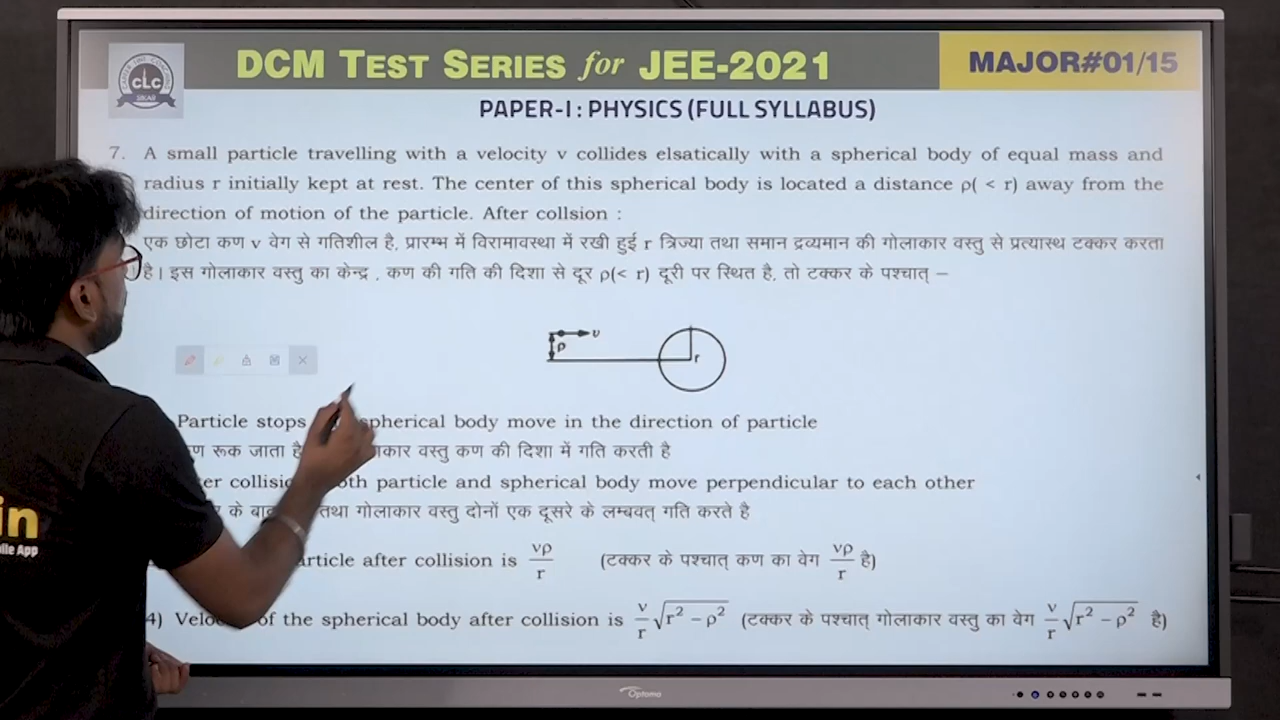 DCM TEST SERIES for JEE-2021
MAJOR#01/15
CLC
SIKAR
PAPER-I : PHYSICS (FULL SYLLABUS)
7. A small particle travelling with a velocity v collides elsatically with a spherical body of equal mass and
radius r initially kept at rest. The center of this spherical body is located a distance ρ( < r) away from the
direction of motion of the particle. After collsion :
एक छोटा कण v वेग से गतिशील है, प्रारम्भ में विरामावस्था में रखी हुई r त्रिज्या तथा समान द्रव्यमान की गोलाकार वस्तु से प्रत्यास्थ टक्कर करता
है। इस गोलाकार वस्तु का केन्द्र , कण की गति की दिशा से दूर ρ(< r) दूरी पर स्थित है, तो टक्कर के पश्चात् –
υ
ρ
r
Particle stops spherical body move in the direction of particle
रूक जाता है वस्तु कण की दिशा में गति करती है
collision particle and spherical body move perpendicular to each other
के तथा गोलाकार वस्तु दोनों एक दूसरे के लम्बवत् गति करते है
after collision is vρ/r (टक्कर के पश्चात् कण का वेग vρ/r है)
4) of the spherical body after collision is v/r √(r² – ρ²) (टक्कर के पश्चात् गोलाकार वस्तु का वेग v/r √(r² – ρ²) है)
in
App
Optoma